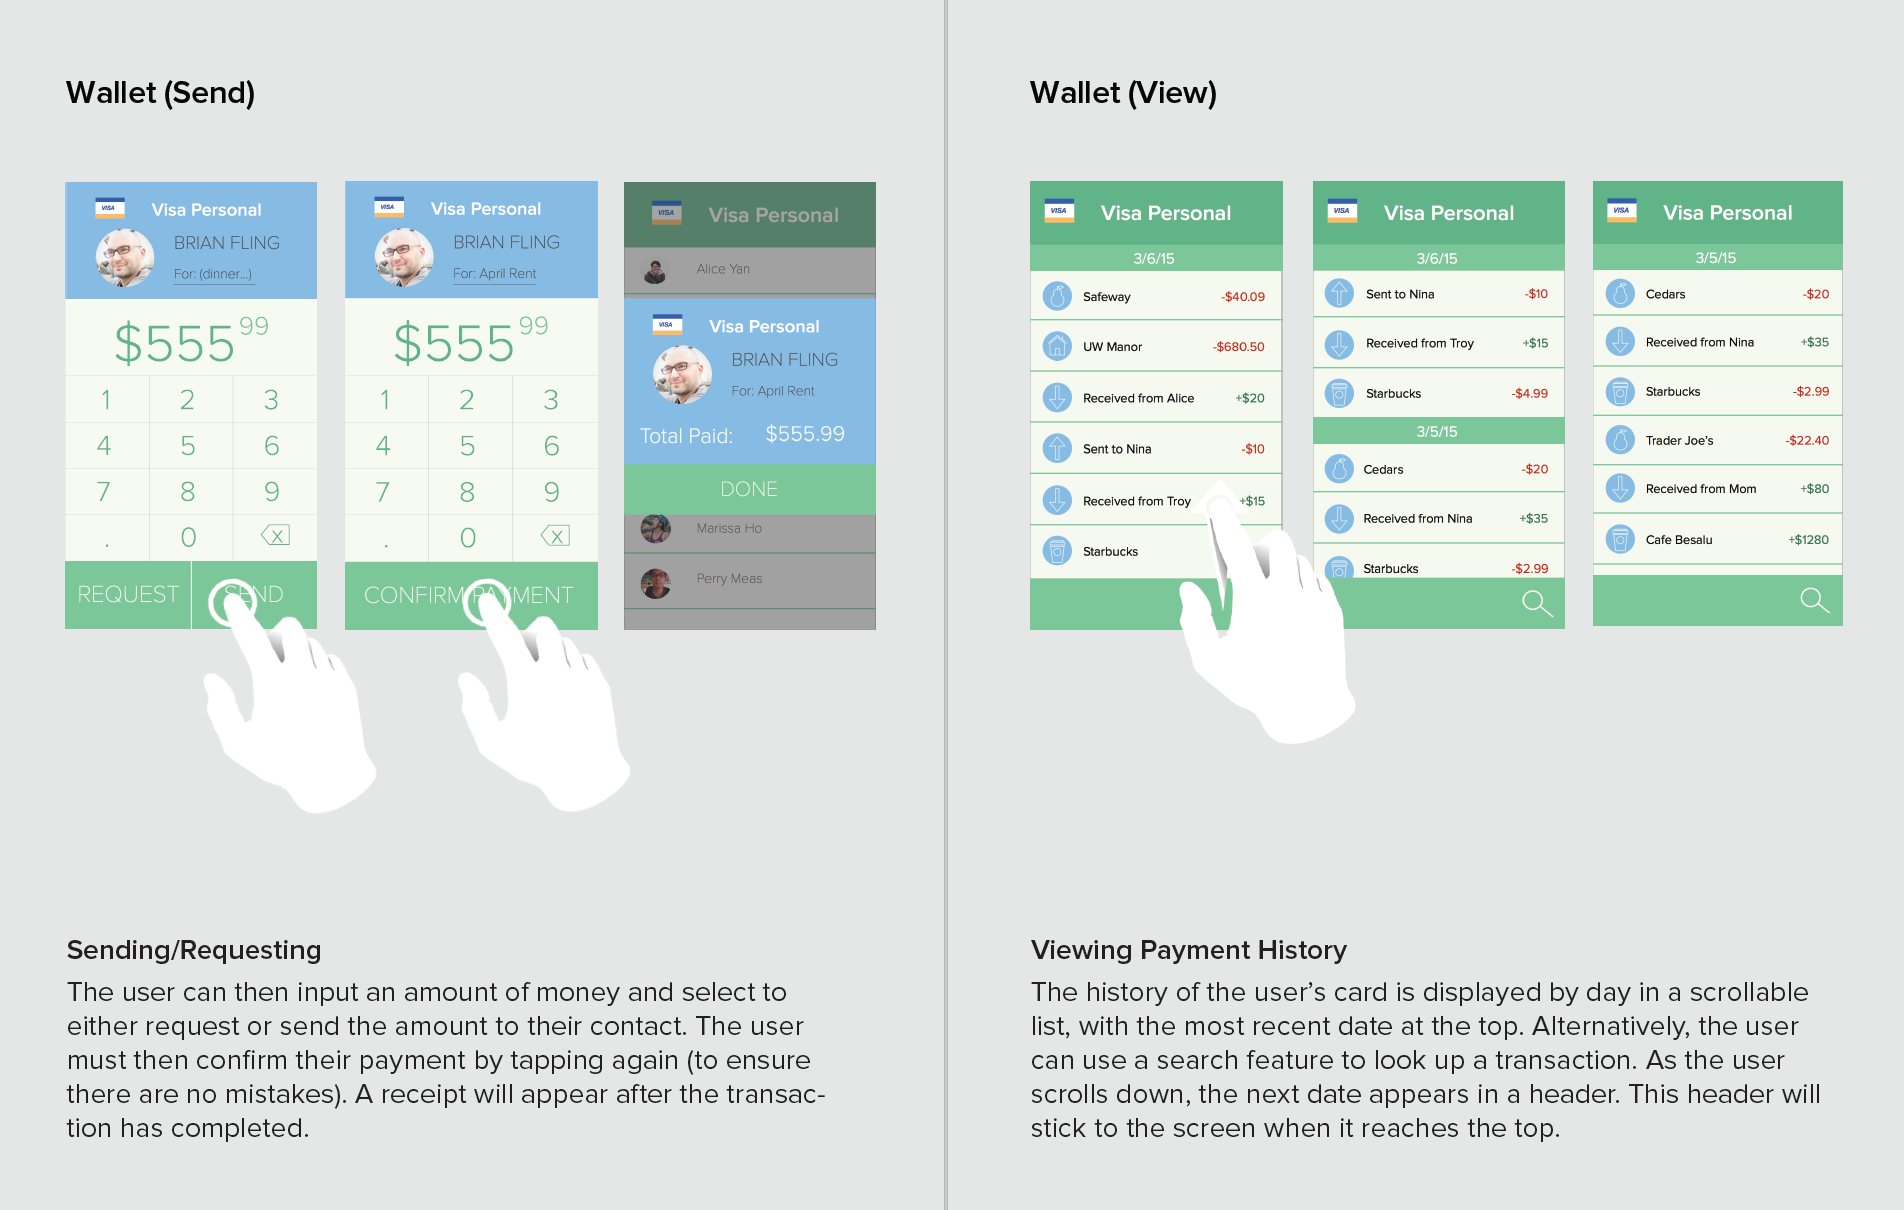 Wallet (Send)
VISA
Visa Personal
BRIAN FLING
For: (dinner...)
$555 99
1 2 3
4 5 6
7 8 9
. 0 X
REQUEST SEND
VISA
Visa Personal
BRIAN FLING
For: April Rent
$555 99
1 2 3
4 5 6
7 8 9
. 0 X
CONFIRM PAYMENT
VISA
Visa Personal
Alice Yan
VISA
Visa Personal
BRIAN FLING
For: April Rent
Total Paid: $555.99
DONE
Marissa Ho
Perry Meas
Sending/Requesting
The user can then input an amount of money and select to
either request or send the amount to their contact. The user
must then confirm their payment by tapping again (to ensure
there are no mistakes). A receipt will appear after the transac-
tion has completed.
Wallet (View)
VISA
Visa Personal
3/6/15
Safeway -$40.09
UW Manor -$680.50
Received from Alice +$20
Sent to Nina -$10
Received from Troy +$15
Starbucks
VISA
Visa Personal
3/6/15
Sent to Nina -$10
Received from Troy +$15
Starbucks -$4.99
3/5/15
Cedars -$20
Received from Nina +$35
Starbucks -$2.99
VISA
Visa Personal
3/5/15
Cedars -$20
Received from Nina +$35
Starbucks -$2.99
Trader Joe's -$22.40
Received from Mom +$80
Cafe Besalu +$1280
Viewing Payment History
The history of the user's card is displayed by day in a scrollable
list, with the most recent date at the top. Alternatively, the user
can use a search feature to look up a transaction. As the user
scrolls down, the next date appears in a header. This header will
stick to the screen when it reaches the top.